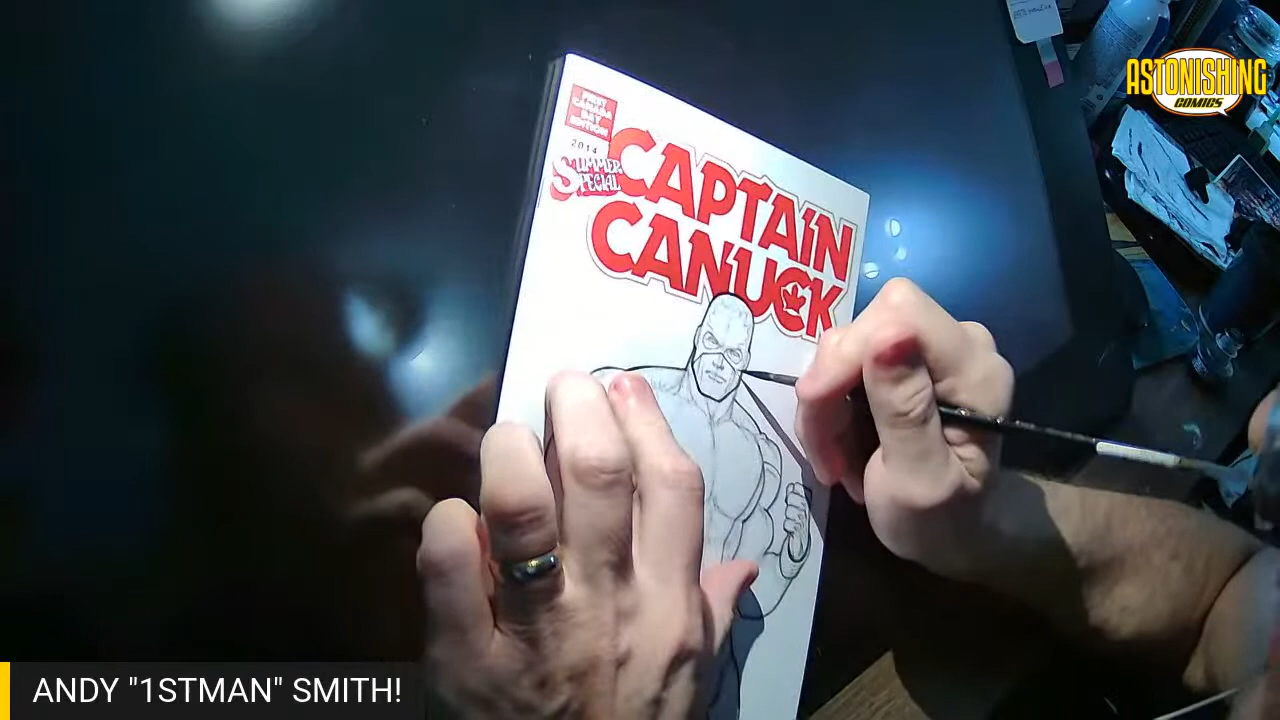 FIRST
CANADA
DAY
EDITION
2014
SUMMER
SPECIAL
CAPTAIN
CANUCK
ASTONISHING
COMICS
ANDY "1STMAN" SMITH!